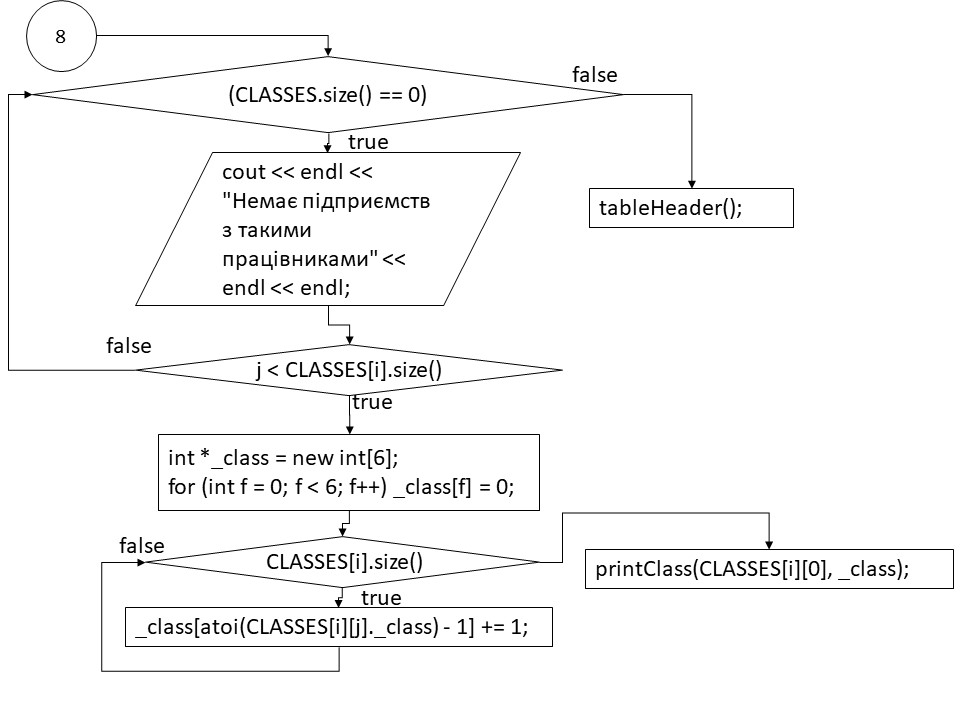 8
(CLASSES.size() == 0)
false
true
cout << endl <<
"Немає підприємств
з такими
працівниками" <<
endl << endl;
tableHeader();
false
j < CLASSES[i].size()
true
int *_class = new int[6];
for (int f = 0; f < 6; f++) _class[f] = 0;
false
CLASSES[i].size()
printClass(CLASSES[i][0], _class);
true
_class[atoi(CLASSES[i][j]._class) - 1] += 1;